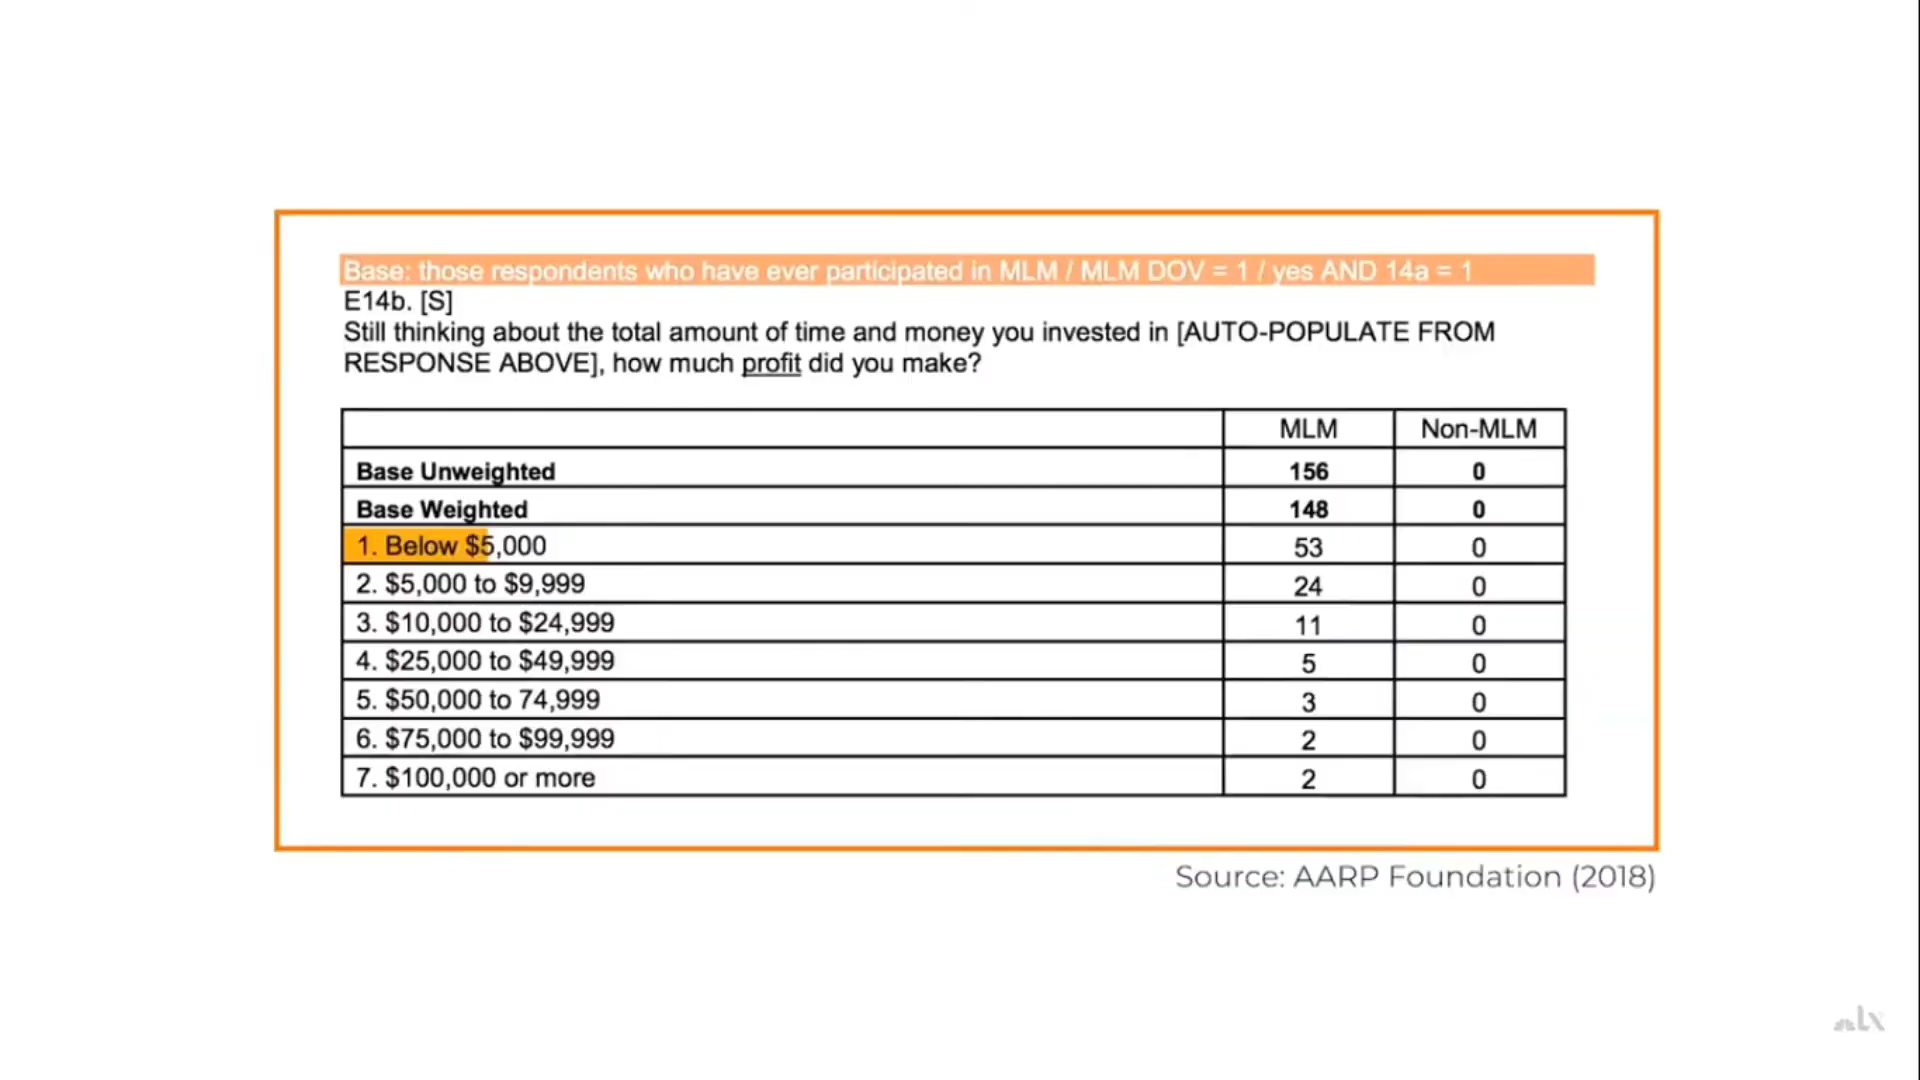 Base: those respondents who have ever participated in MLM / MLM DOV = 1 / yes AND 14a = 1
E14b. [S]
Still thinking about the total amount of time and money you invested in [AUTO-POPULATE FROM
RESPONSE ABOVE], how much profit did you make?
MLM Non-MLM
Base Unweighted 156 0
Base Weighted 148 0
1. Below $5,000 53 0
2. $5,000 to $9,999 24 0
3. $10,000 to $24,999 11 0
4. $25,000 to $49,999 5 0
5. $50,000 to 74,999 3 0
6. $75,000 to $99,999 2 0
7. $100,000 or more 2 0
Source: AARP Foundation (2018)
LX